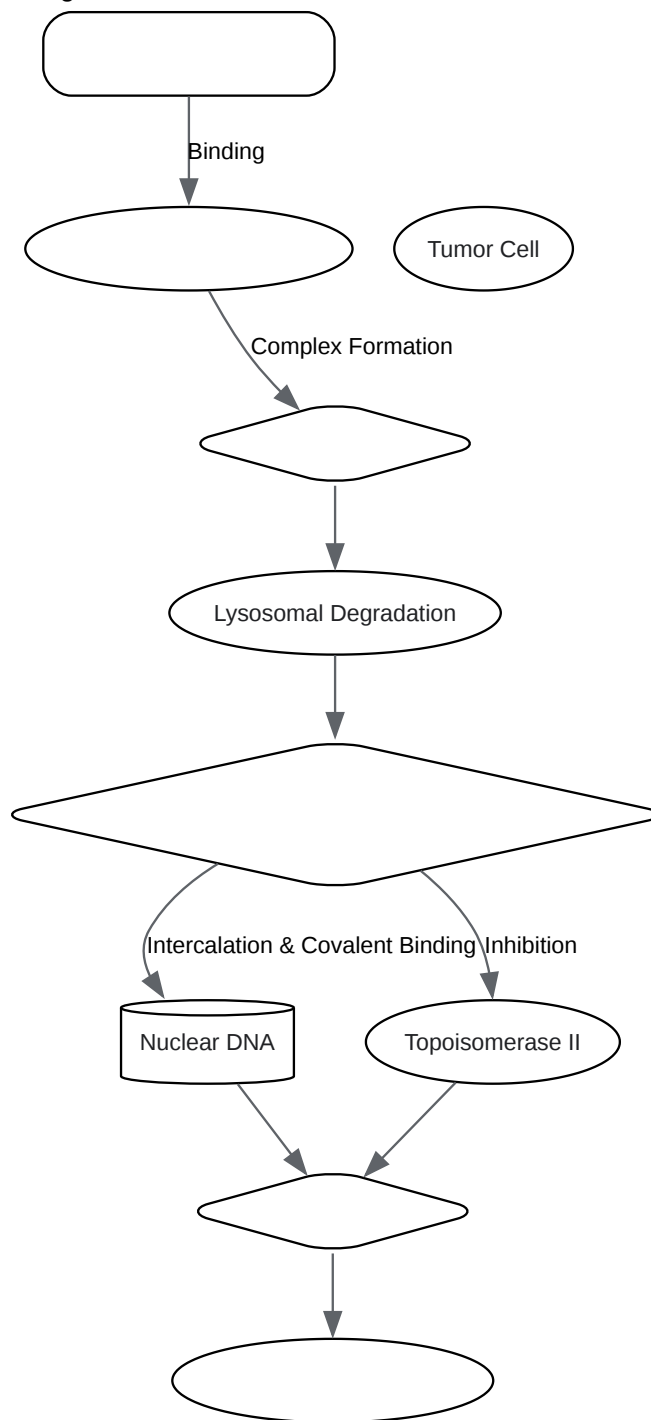 Binding
Tumor Cell
Complex Formation
Lysosomal Degradation
Intercalation & Covalent Binding
Inhibition
Nuclear DNA
Topoisomerase II